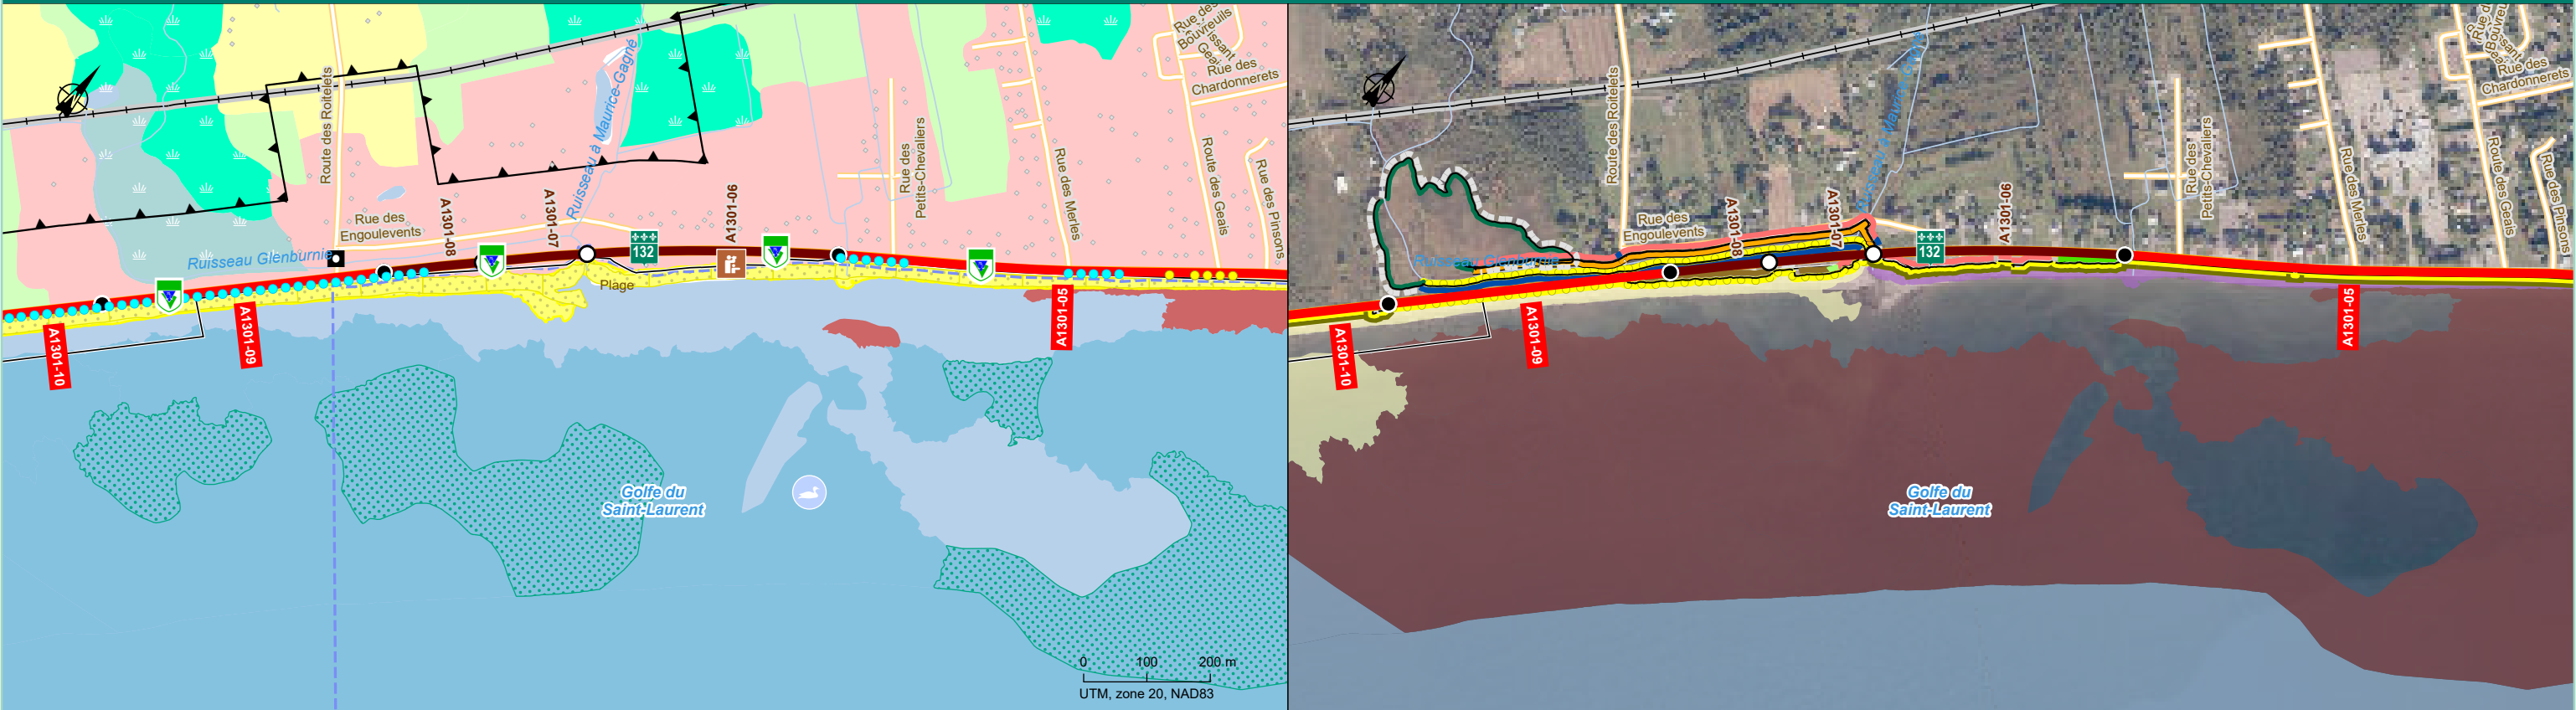 Rue des
Bouvreuils
Rue des
Chardonnerets
Route des Roitelets
Ruisseau à Maurice-Gagné
Rue des
Petits-Chevaliers
Rue des Merles
Route des Geais
Rue des Pinsons
Rue des
Engoulevents
A1301-08
A1301-07
A1301-06
132
Ruisseau Glenburnie
Plage
A1301-10
A1301-09
A1301-05
Golfe du
Saint-Laurent
0 100 200 m
UTM, zone 20, NAD83
Rue des
Chardonnerets
Route des Roitelets
Ruisseau à Maurice-Gagné
Rue des
Petits-Chevaliers
Rue des Merles
Route des Geais
Rue des Pinsons
Rue des
Engoulevents
A1301-08
A1301-07
A1301-06
132
Ruisseau Glenburnie
A1301-10
A1301-09
A1301-05
Golfe du
Saint-Laurent